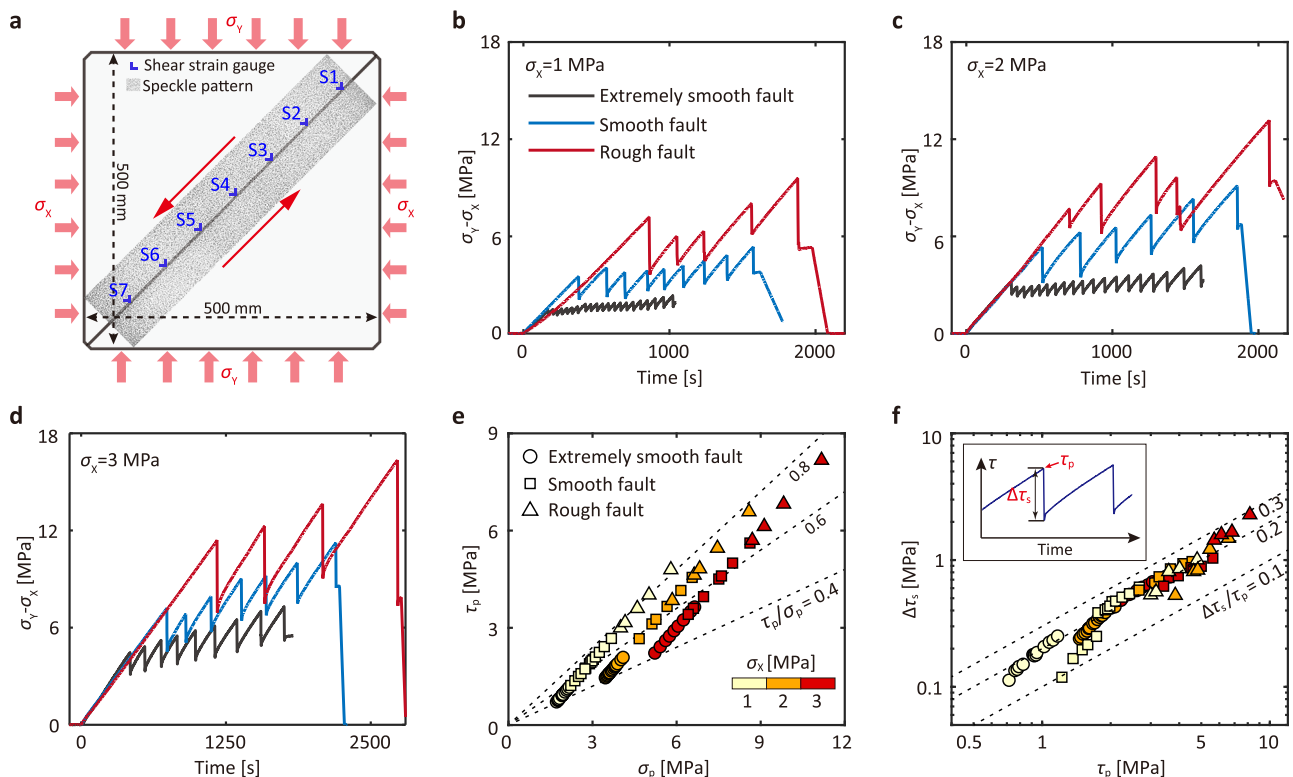 a
σY
Shear strain gauge
Speckle pattern
S1
S2
S3
S4
S5
S6
S7
500 mm
500 mm
σX
σX
σY
b
18
12
6
0
σY-σX [MPa]
σX=1 MPa
Extremely smooth fault
Smooth fault
Rough fault
0
1000
2000
Time [s]
c
18
12
6
0
σY-σX [MPa]
σX=2 MPa
0
1000
2000
Time [s]
d
18
12
6
0
σY-σX [MPa]
σX=3 MPa
0
1250
2500
Time [s]
e
9
6
3
0
τp [MPa]
Extremely smooth fault
Smooth fault
Rough fault
0.8
0.6
τp/σp=0.4
σX [MPa]
1 2 3
0
3
6
9
12
σp [MPa]
f
10
1
0.1
Δτs [MPa]
τ
τp
Δτs
Time
0.3
0.2
Δτs/τp=0.1
0.5
1
5
10
τp [MPa]